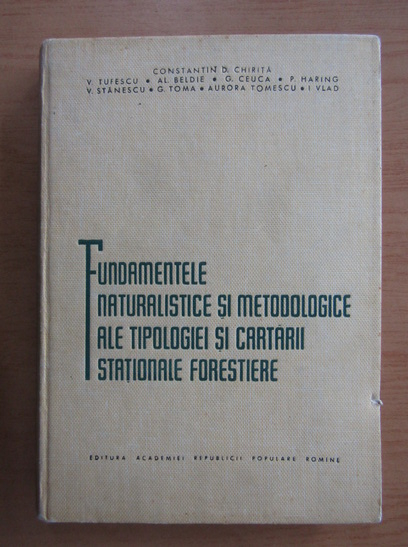 CONSTANTIN D. CHIRIȚĂ
V. TUFESCU • AL. BELDIE • G. CEUCA • P. HARING
V. STĂNESCU • G. TOMA • AURORA TOMESCU • I VLAD
FUNDAMENTELE
NATURALISTICE ȘI METODOLOGICE
ALE TIPOLOGIEI ȘI CARTĂRII
STAȚIONALE FORESTIERE
EDITURA ACADEMIEI REPUBLICII POPULARE ROMINE